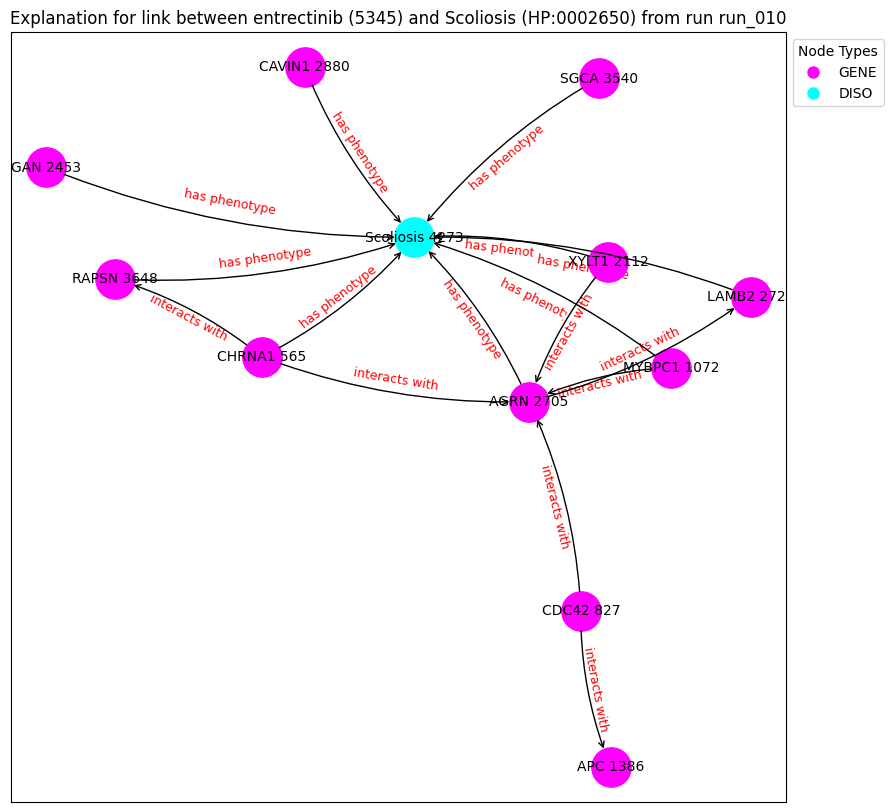 Explanation for link between entrectinib (5345) and Scoliosis (HP:0002650) from run run_010
Node Types
GENE
DISO
CAVIN1 2880
SGCA 3540
has phenotype
has phenotype
GAN 2453
has phenotype
Scoliosis 4273
has phenotype
has phenot
XYLT1 2112
has phen
RAPSN 3648
has phenotype
has phenot
LAMB2 272
interacts with
has phenotype
interacts with
CHRNA1 565
interacts with
MYBPC1 1072
interacts with
interacts with
AGRN 2705
interacts with
CDC42 827
interacts with
APC 1386